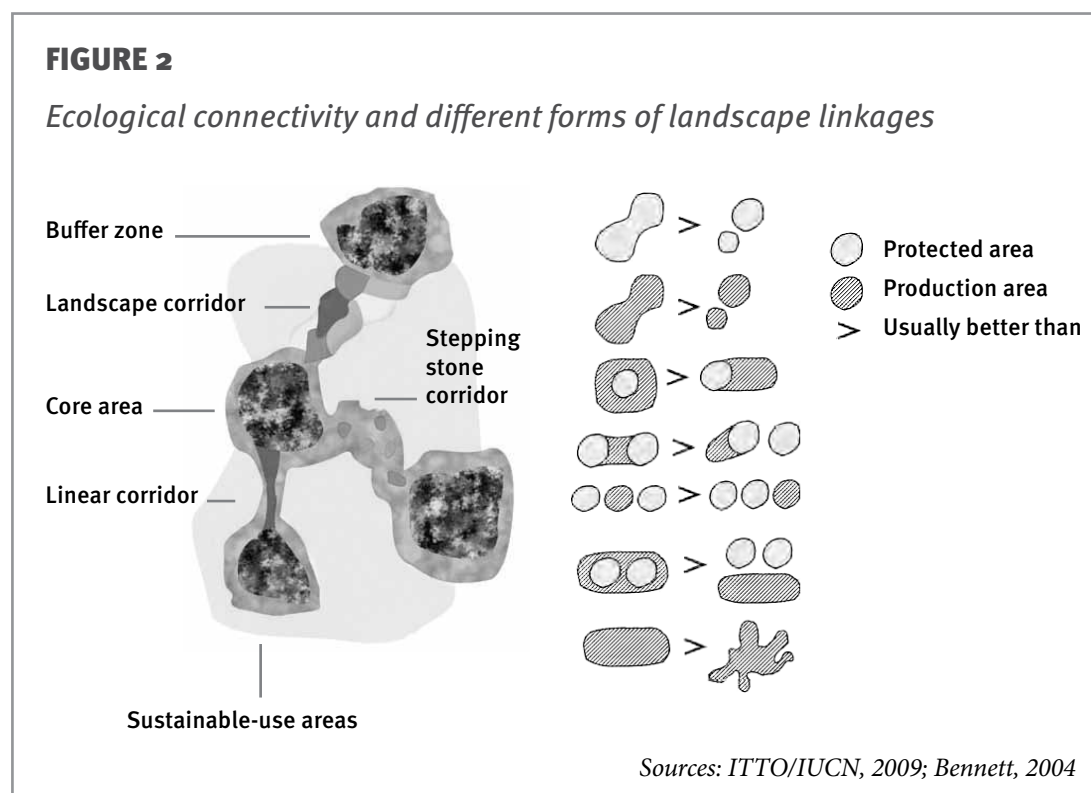 FIGURE 2
Ecological connectivity and different forms of landscape linkages
Buffer zone
Landscape corridor
Stepping
stone
corridor
Core area
Linear corridor
Sustainable-use areas
>
>
>
>
>
>
>
Protected area
Production area
> Usually better than
Sources: ITTO/IUCN, 2009; Bennett, 2004